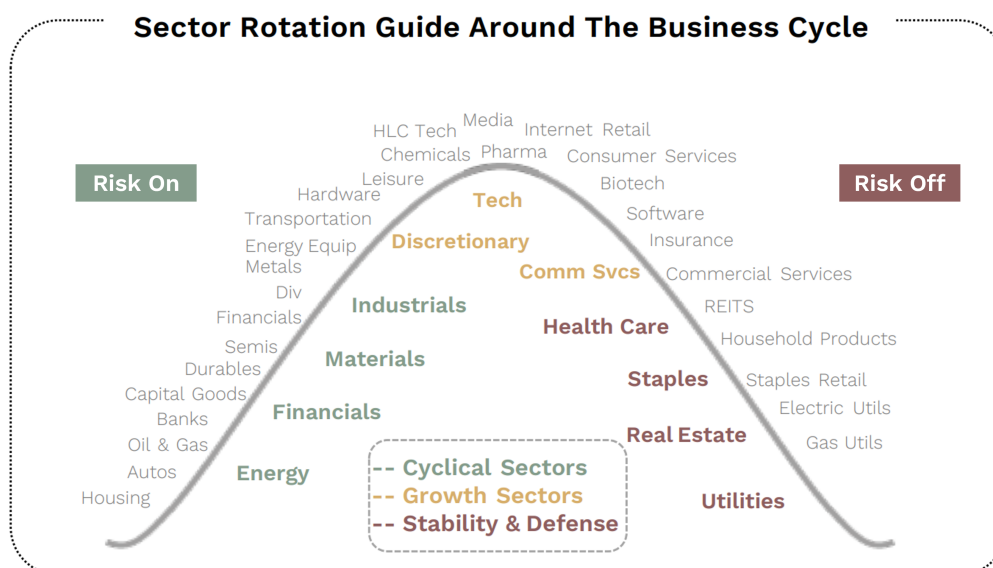 Sector Rotation Guide Around The Business Cycle
Media
HLC Tech
Internet Retail
Chemicals
Pharma
Consumer Services
Risk On
Leisure
Biotech
Risk Off
Hardware
Tech
Transportation
Software
Energy Equip
Discretionary
Insurance
Metals
Comm Svcs
Commercial Services
Div
Industrials
REITS
Financials
Health Care
Household Products
Semis
Materials
Durables
Staples
Staples Retail
Capital Goods
Financials
Electric Utils
Banks
Real Estate
Gas Utils
Oil & Gas
Autos
Energy
-- Cyclical Sectors
Housing
-- Growth Sectors
Utilities
-- Stability & Defense